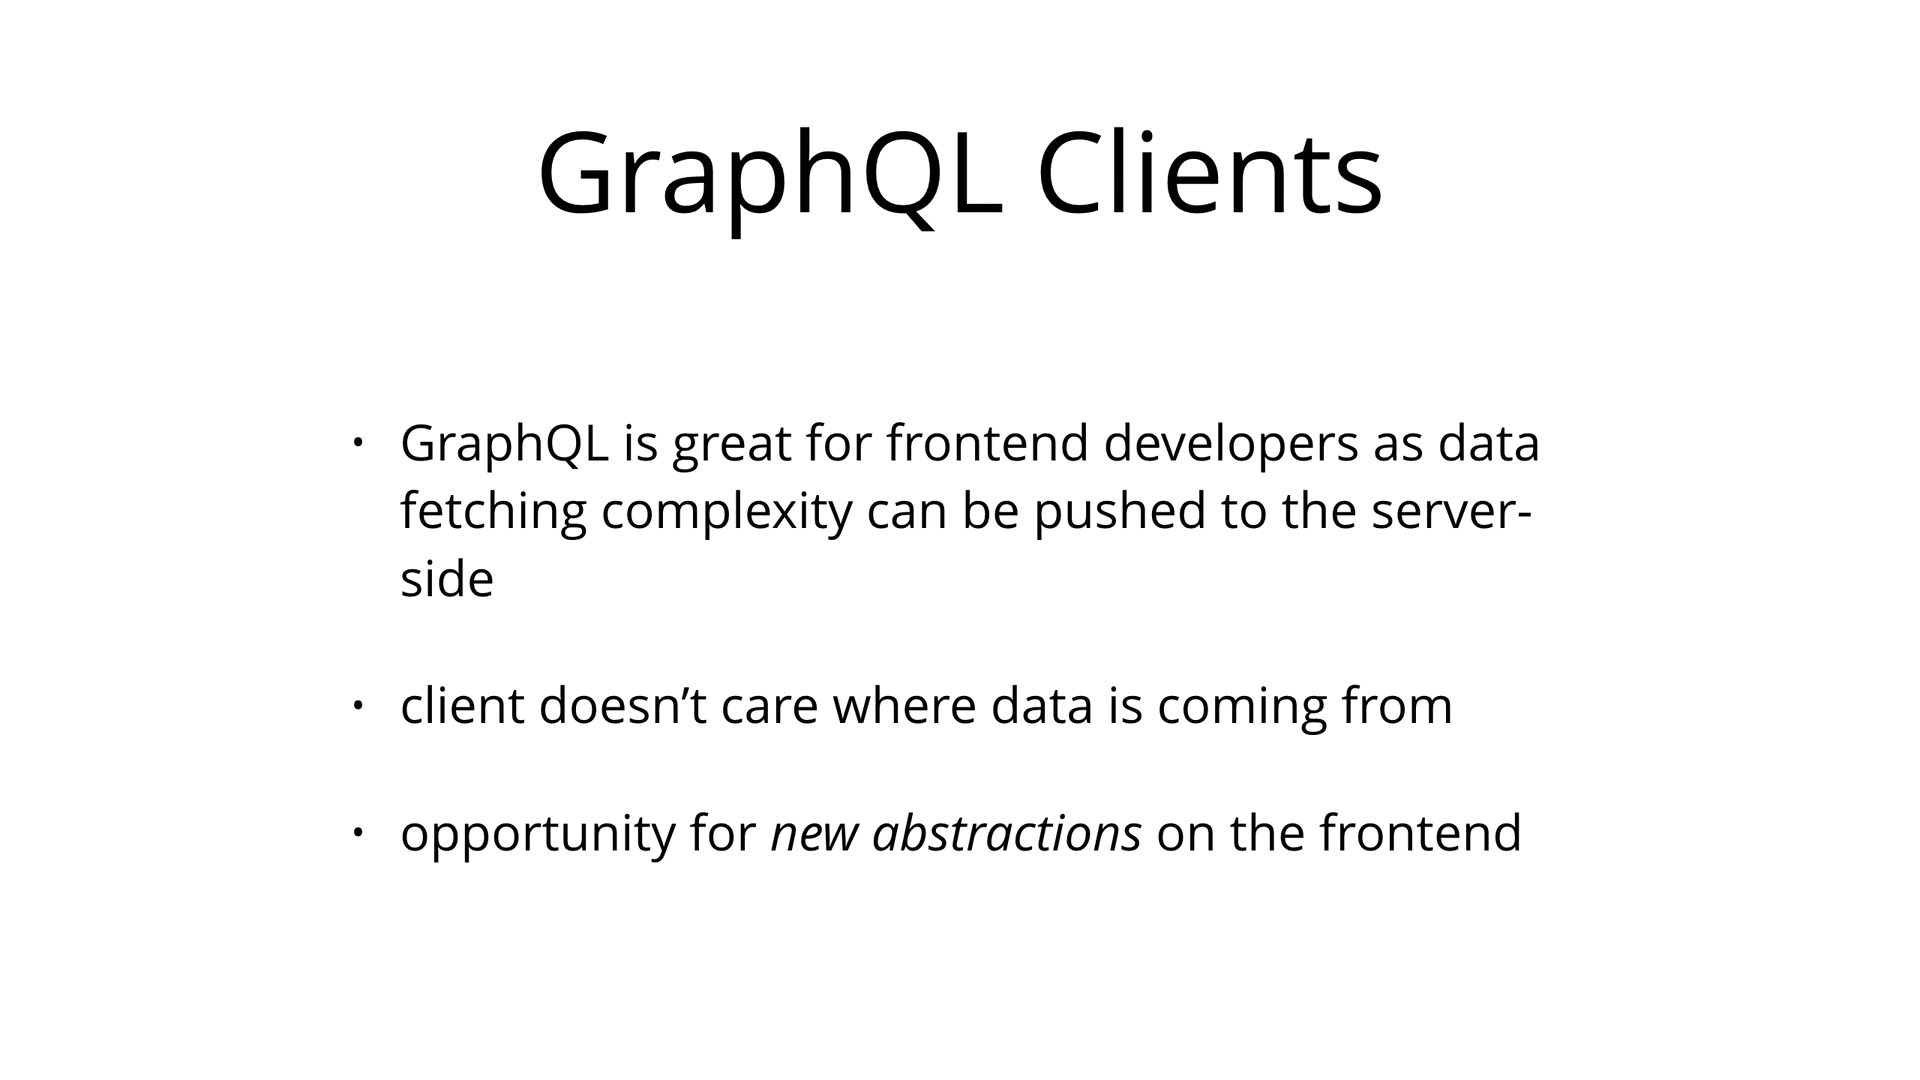 GraphQL Clients
• GraphQL is great for frontend developers as data
fetching complexity can be pushed to the server-
side
• client doesn’t care where data is coming from
• opportunity for new abstractions on the frontend